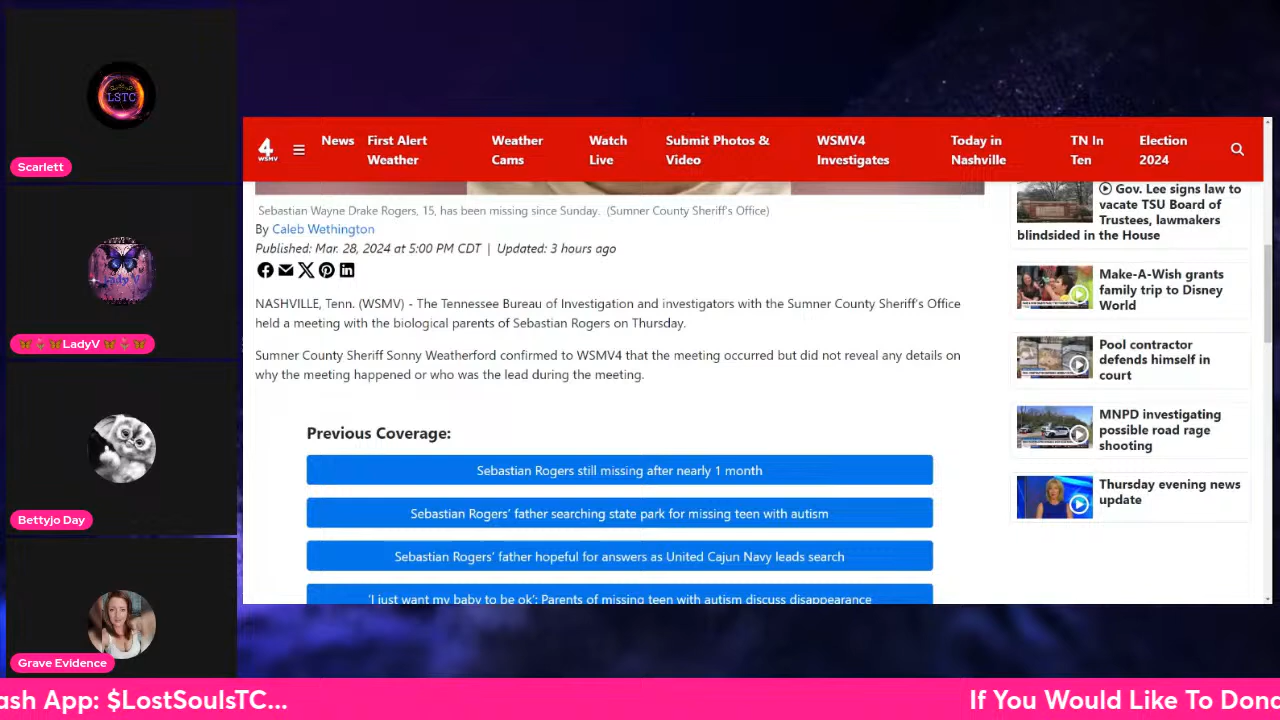 LSTC
Scarlett
Lady V
LadyV
Bettyjo Day
Grave Evidence
4
WSMV
News
First Alert
Weather
Weather
Cams
Watch
Live
Submit Photos &
Video
WSMV4
Investigates
Today in
Nashville
TN In
Ten
Election
2024
Sebastian Wayne Drake Rogers, 15, has been missing since Sunday. (Sumner County Sheriff's Office)
By Caleb Wethington
Published: Mar. 28, 2024 at 5:00 PM CDT | Updated: 3 hours ago
NASHVILLE, Tenn. (WSMV) - The Tennessee Bureau of Investigation and investigators with the Sumner County Sheriff's Office
held a meeting with the biological parents of Sebastian Rogers on Thursday.
Sumner County Sheriff Sonny Weatherford confirmed to WSMV4 that the meeting occurred but did not reveal any details on
why the meeting happened or who was the lead during the meeting.
Previous Coverage:
Sebastian Rogers still missing after nearly 1 month
Sebastian Rogers' father searching state park for missing teen with autism
Sebastian Rogers' father hopeful for answers as United Cajun Navy leads search
'I just want my baby to be ok': Parents of missing teen with autism discuss disappearance
Gov. Lee signs law to
vacate TSU Board of
Trustees, lawmakers
blindsided in the House
Make-A-Wish grants
family trip to Disney
World
Pool contractor
defends himself in
court
MNPD investigating
possible road rage
shooting
Thursday evening news
update
ash App: $LostSoulsTC...
If You Would Like To Dona